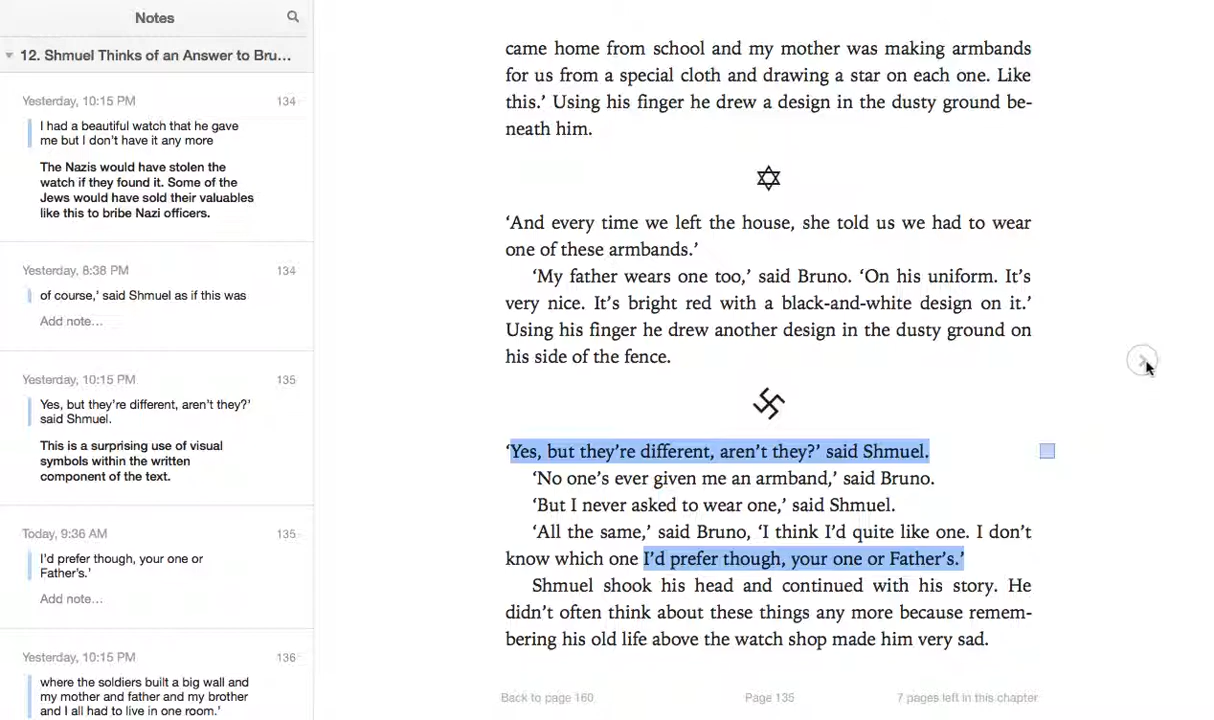 Notes
12. Shmuel Thinks of an Answer to Bru...
Yesterday, 10:15 PM 134
I had a beautiful watch that he gave
me but I don't have it any more
The Nazis would have stolen the
watch if they found it. Some of the
Jews would have sold their valuables
like this to bribe Nazi officers.
Yesterday, 8:38 PM 134
of course,' said Shmuel as if this was
Add note...
Yesterday, 10:15 PM 135
Yes, but they're different, aren't they?'
said Shmuel.
This is a surprising use of visual
symbols within the written
component of the text.
Today, 9:36 AM 135
I'd prefer though, your one or
Father's.'
Add note...
Yesterday, 10:15 PM 136
where the soldiers built a big wall and
my mother and father and my brother
and I all had to live in one room.'
came home from school and my mother was making armbands
for us from a special cloth and drawing a star on each one. Like
this.' Using his finger he drew a design in the dusty ground be-
neath him.
‘And every time we left the house, she told us we had to wear
one of these armbands.’
‘My father wears one too,’ said Bruno. ‘On his uniform. It’s
very nice. It’s bright red with a black-and-white design on it.’
Using his finger he drew another design in the dusty ground on
his side of the fence.
‘Yes, but they’re different, aren’t they?’ said Shmuel.
‘No one’s ever given me an armband,’ said Bruno.
‘But I never asked to wear one,’ said Shmuel.
‘All the same,’ said Bruno, ‘I think I’d quite like one. I don’t
know which one I’d prefer though, your one or Father’s.’
Shmuel shook his head and continued with his story. He
didn’t often think about these things any more because remem-
bering his old life above the watch shop made him very sad.
Back to page 160 Page 135 7 pages left in this chapter